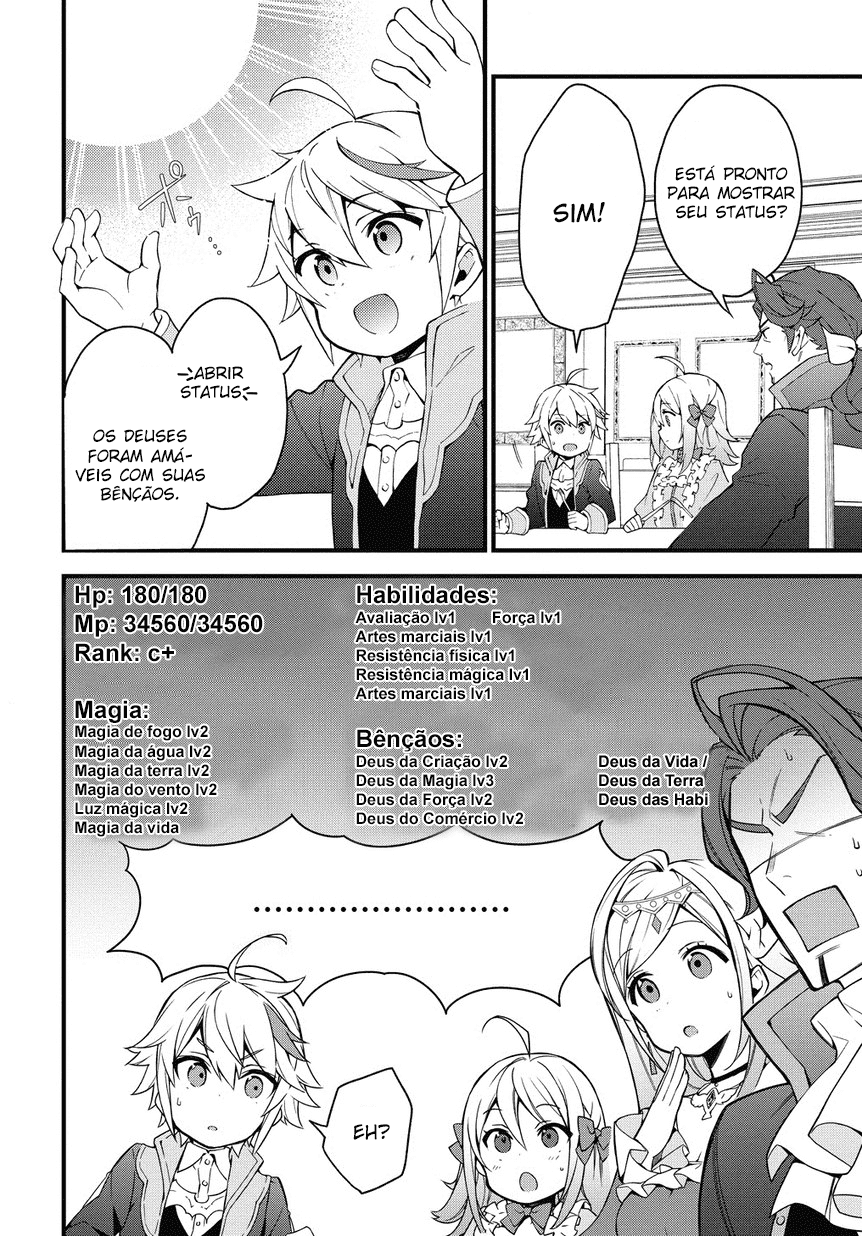 ESTÁ PRONTO
PARA MOSTRAR
SEU STATUS?
SIM!
ポゥ...
ABRIR
STATUS
OS DEUSES
FORAM AMÁ-
VEIS COM SUAS
BÊNÇÃOS.
Hp: 180/180
Mp: 34560/34560
Rank: c+
Magia:
Magia de fogo lv2
Magia da água lv2
Magia da terra lv2
Magia do vento lv2
Luz mágica lv2
Magia da vida
Habilidades:
Avaliação lv1 Força lv1
Artes marciais lv1
Resistência física lv1
Resistência mágica lv1
Artes marciais lv1
Bênçãos:
Deus da Criação lv2
Deus da Magia lv3
Deus da Força lv2
Deus do Comércio lv2
Deus da Vida /
Deus da Terra
Deus das Habi
..........................
EH?